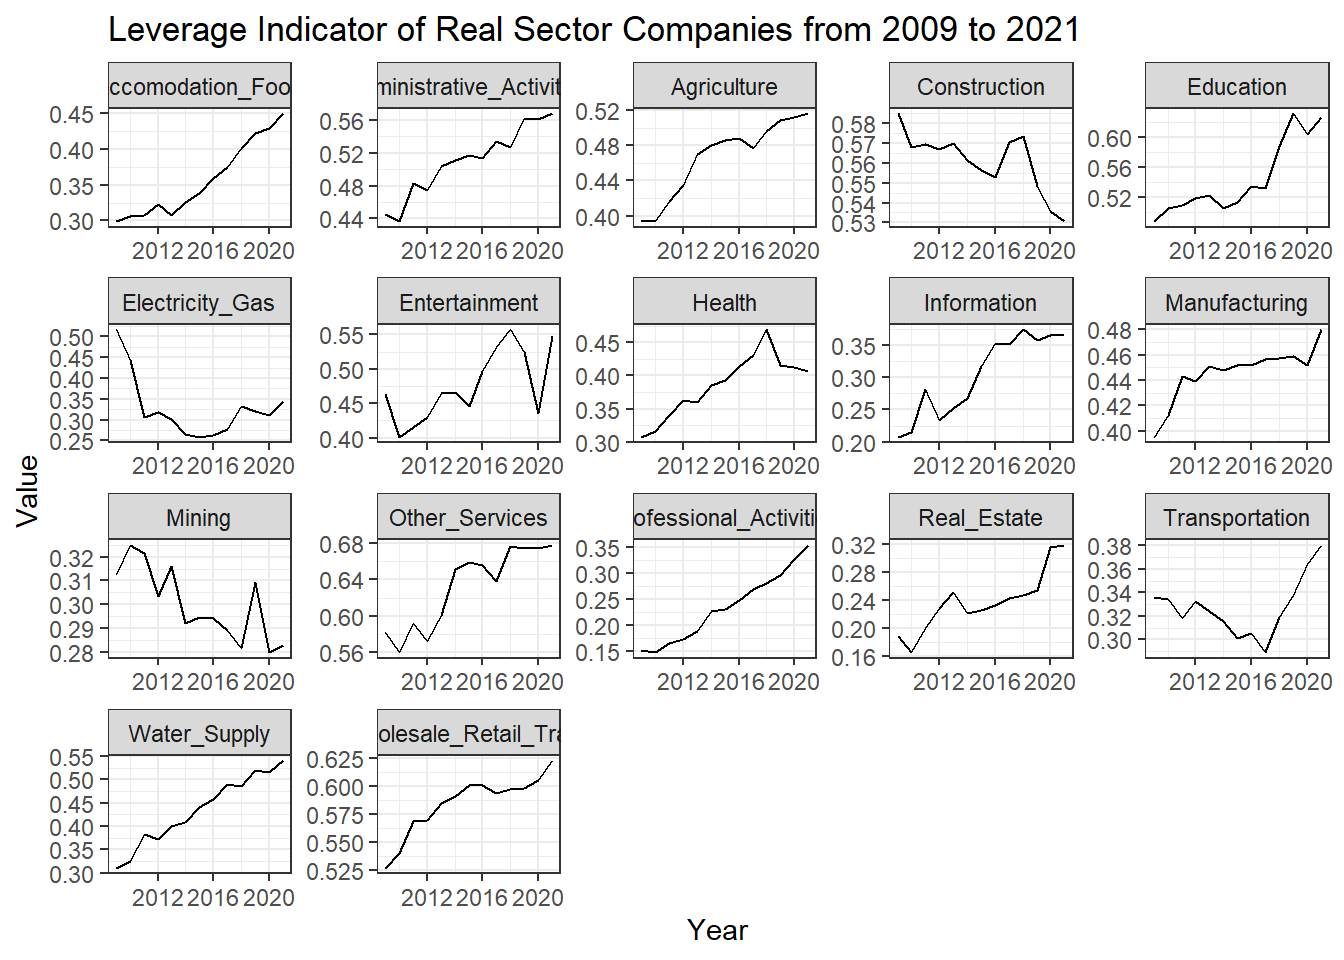 Leverage Indicator of Real Sector Companies from 2009 to 2021
ccomodation_Foo
ministrative_Activit
Agriculture
Construction
Education
0.45
0.40
0.35
0.30
0.56
0.52
0.48
0.44
0.52
0.48
0.44
0.40
0.58
0.57
0.56
0.55
0.54
0.53
0.60
0.56
0.52
2012 2016 2020
2012 2016 2020
2012 2016 2020
2012 2016 2020
2012 2016 2020
Electricity_Gas
Entertainment
Health
Information
Manufacturing
0.50
0.45
0.40
0.35
0.30
0.25
0.55
0.50
0.45
0.40
0.45
0.40
0.35
0.30
0.35
0.30
0.25
0.20
0.48
0.46
0.44
0.42
0.40
2012 2016 2020
2012 2016 2020
2012 2016 2020
2012 2016 2020
2012 2016 2020
Value
Mining
Other_Services
ofessional_Activiti
Real_Estate
Transportation
0.32
0.31
0.30
0.29
0.28
0.68
0.64
0.60
0.56
0.35
0.30
0.25
0.20
0.15
0.32
0.28
0.24
0.20
0.16
0.38
0.36
0.34
0.32
0.30
2012 2016 2020
2012 2016 2020
2012 2016 2020
2012 2016 2020
2012 2016 2020
Water_Supply
olesale_Retail_Tra
0.55
0.50
0.45
0.40
0.35
0.30
0.625
0.600
0.575
0.550
0.525
2012 2016 2020
2012 2016 2020
Year